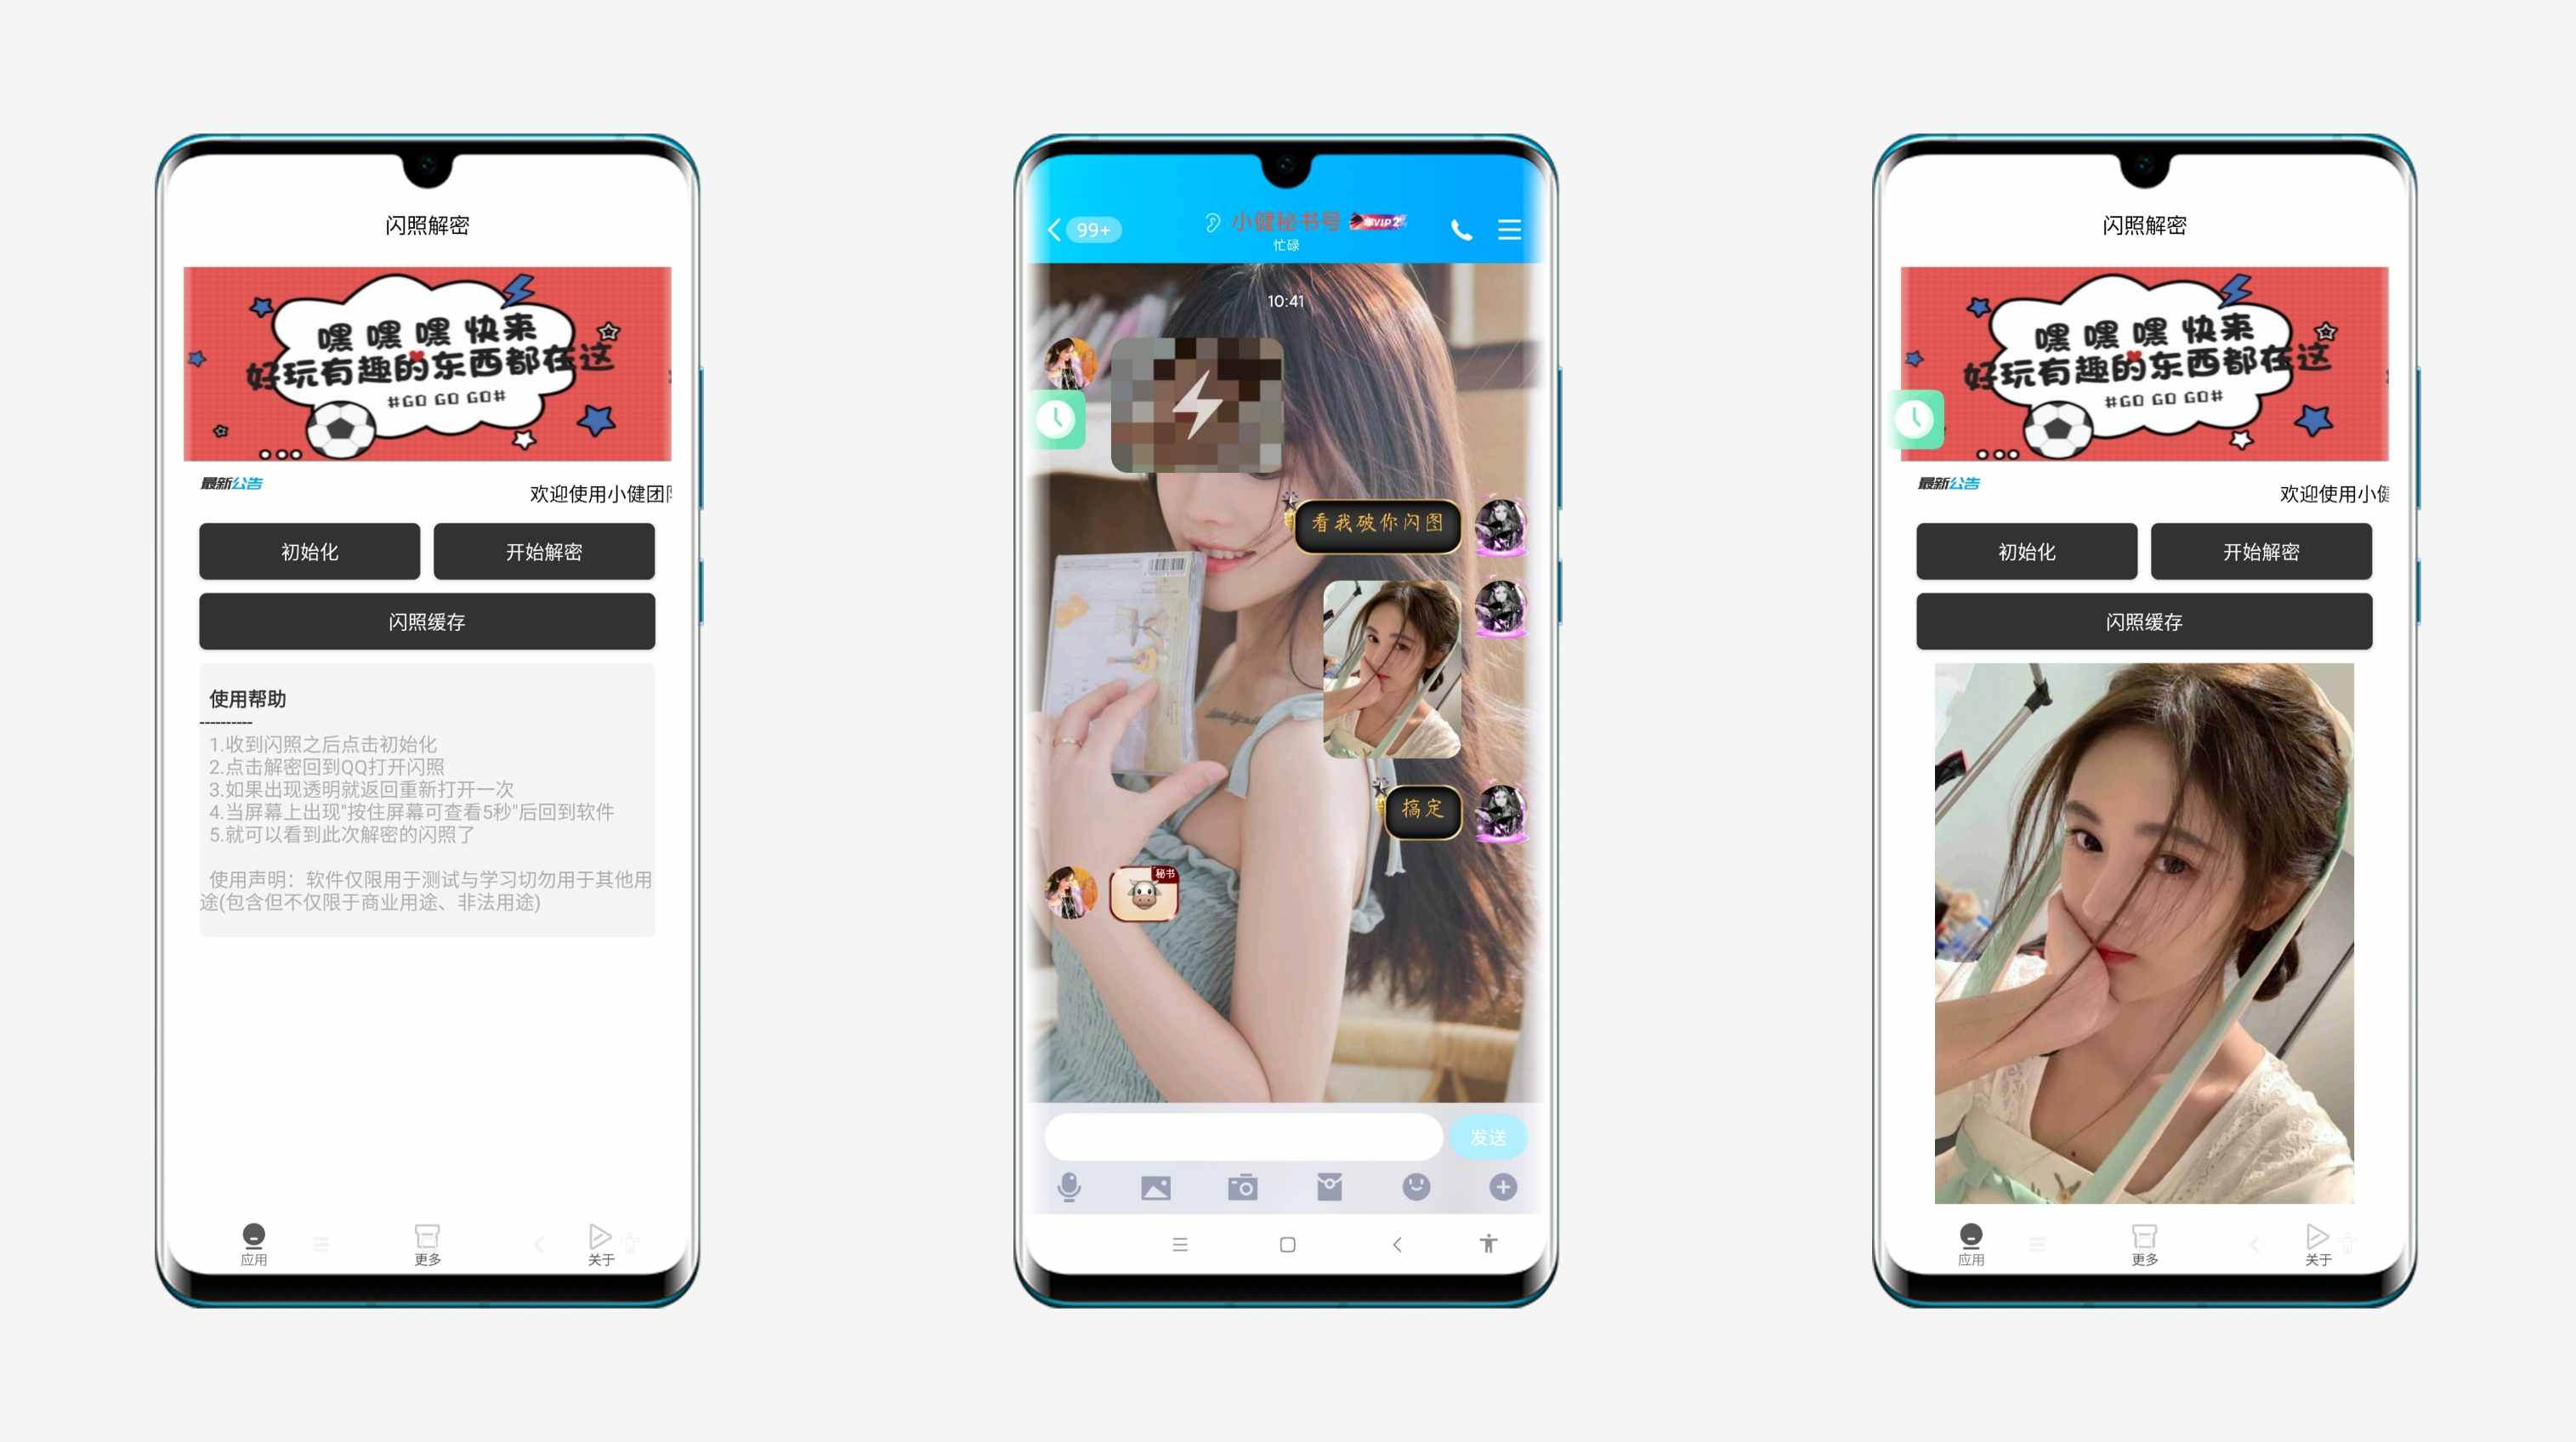 闪照解密
嘿 嘿 嘿 快来
好玩有趣的东西都在这
#GO GO GO#
最新公告
欢迎使用小健团
初始化
开始解密
闪照缓存
使用帮助
----------
1.收到闪照之后点击初始化
2.点击解密回到QQ打开闪照
3.如果出现透明就返回重新打开一次
4.当屏幕上出现"按住屏幕可查看5秒"后回到软件
5.就可以看到此次解密的闪照了
使用声明：软件仅限用于测试与学习切勿用于其他用
途(包含但不仅限于商业用途、非法用途)
应用
更多
关于
99+
小健秘书号
VIP2
忙碌
10:41
看我破你闪图
搞定
秘书
发送
闪照解密
嘿 嘿 嘿 快来
好玩有趣的东西都在这
#GO GO GO#
最新公告
欢迎使用小健
初始化
开始解密
闪照缓存
应用
更多
关于